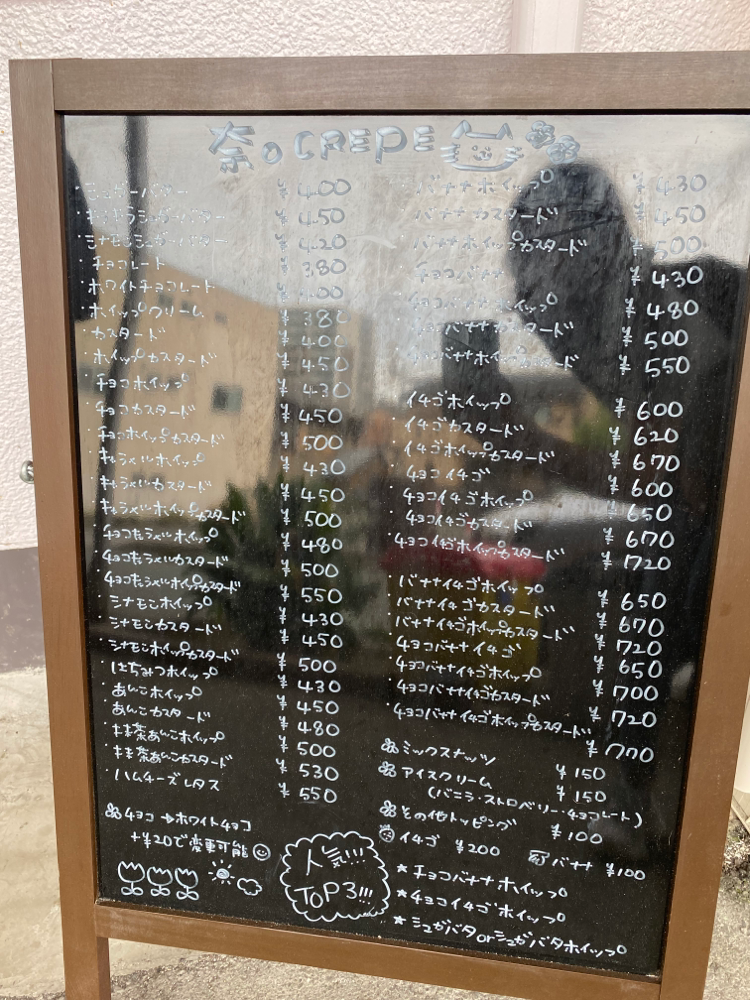 奈の CREPE
・シュガーバター ¥400
シュガーバター ¥450
・シナモンシュガーバター ¥420
・チョコレート ¥380
・ホワイトチョコレート ¥400
・ホイップクリーム ¥380
・カスタード ¥400
・ホイップカスタード ¥450
・チョコホイップ ¥430
・チョコカスタード ¥450
・チョコホイップカスタード ¥500
・キャラメルホイップ ¥430
・キャラメルカスタード ¥450
・キャラメルホイップカスタード ¥500
・チョコキャラメルホイップ ¥480
・チョコキャラメルカスタード ¥500
・チョコキャラメルホイップカスタード ¥550
・シナモンホイップ ¥430
・シナモンカスタード ¥450
・シナモンホイップカスタード ¥500
・はちみつホイップ ¥430
・あんこホイップ ¥450
・あんこカスタード ¥480
・抹茶あんこホイップ ¥500
・抹茶あんこカスタード ¥530
・ハムチーズレタス ¥550
チョコ→ホワイトチョコ
+¥20で変更可能
・バナナホイップ ¥430
・バナナカスタード ¥450
・バナナホイップカスタード ¥500
・チョコバナナ ¥430
・チョコバナナホイップ ¥480
・チョコバナナカスタード ¥500
・チョコバナナホイップカスタード ¥550
・イチゴホイップ ¥600
・イチゴカスタード ¥620
・イチゴホイップカスタード ¥670
・チョコイチゴ ¥600
・チョコイチゴホイップ ¥650
・チョコイチゴカスタード ¥670
・チョコイチゴホイップカスタード ¥720
・バナナイチゴホイップ ¥650
・バナナイチゴカスタード ¥670
・バナナイチゴホイップカスタード ¥720
・チョコバナナイチゴ ¥650
・チョコバナナイチゴホイップ ¥700
・チョコバナナイチゴカスタード ¥720
・チョコバナナイチゴホイップカスタード ¥770
ミックスナッツ ¥150
アイスクリーム ¥150
(バニラ・ストロベリー・チョコレート)
その他トッピング ¥100
イチゴ ¥200 バナナ ¥100
人気!!!
TOP3!!!
★チョコバナナホイップ
★チョコイチゴホイップ
★シュガバタorシュガバタホイップ